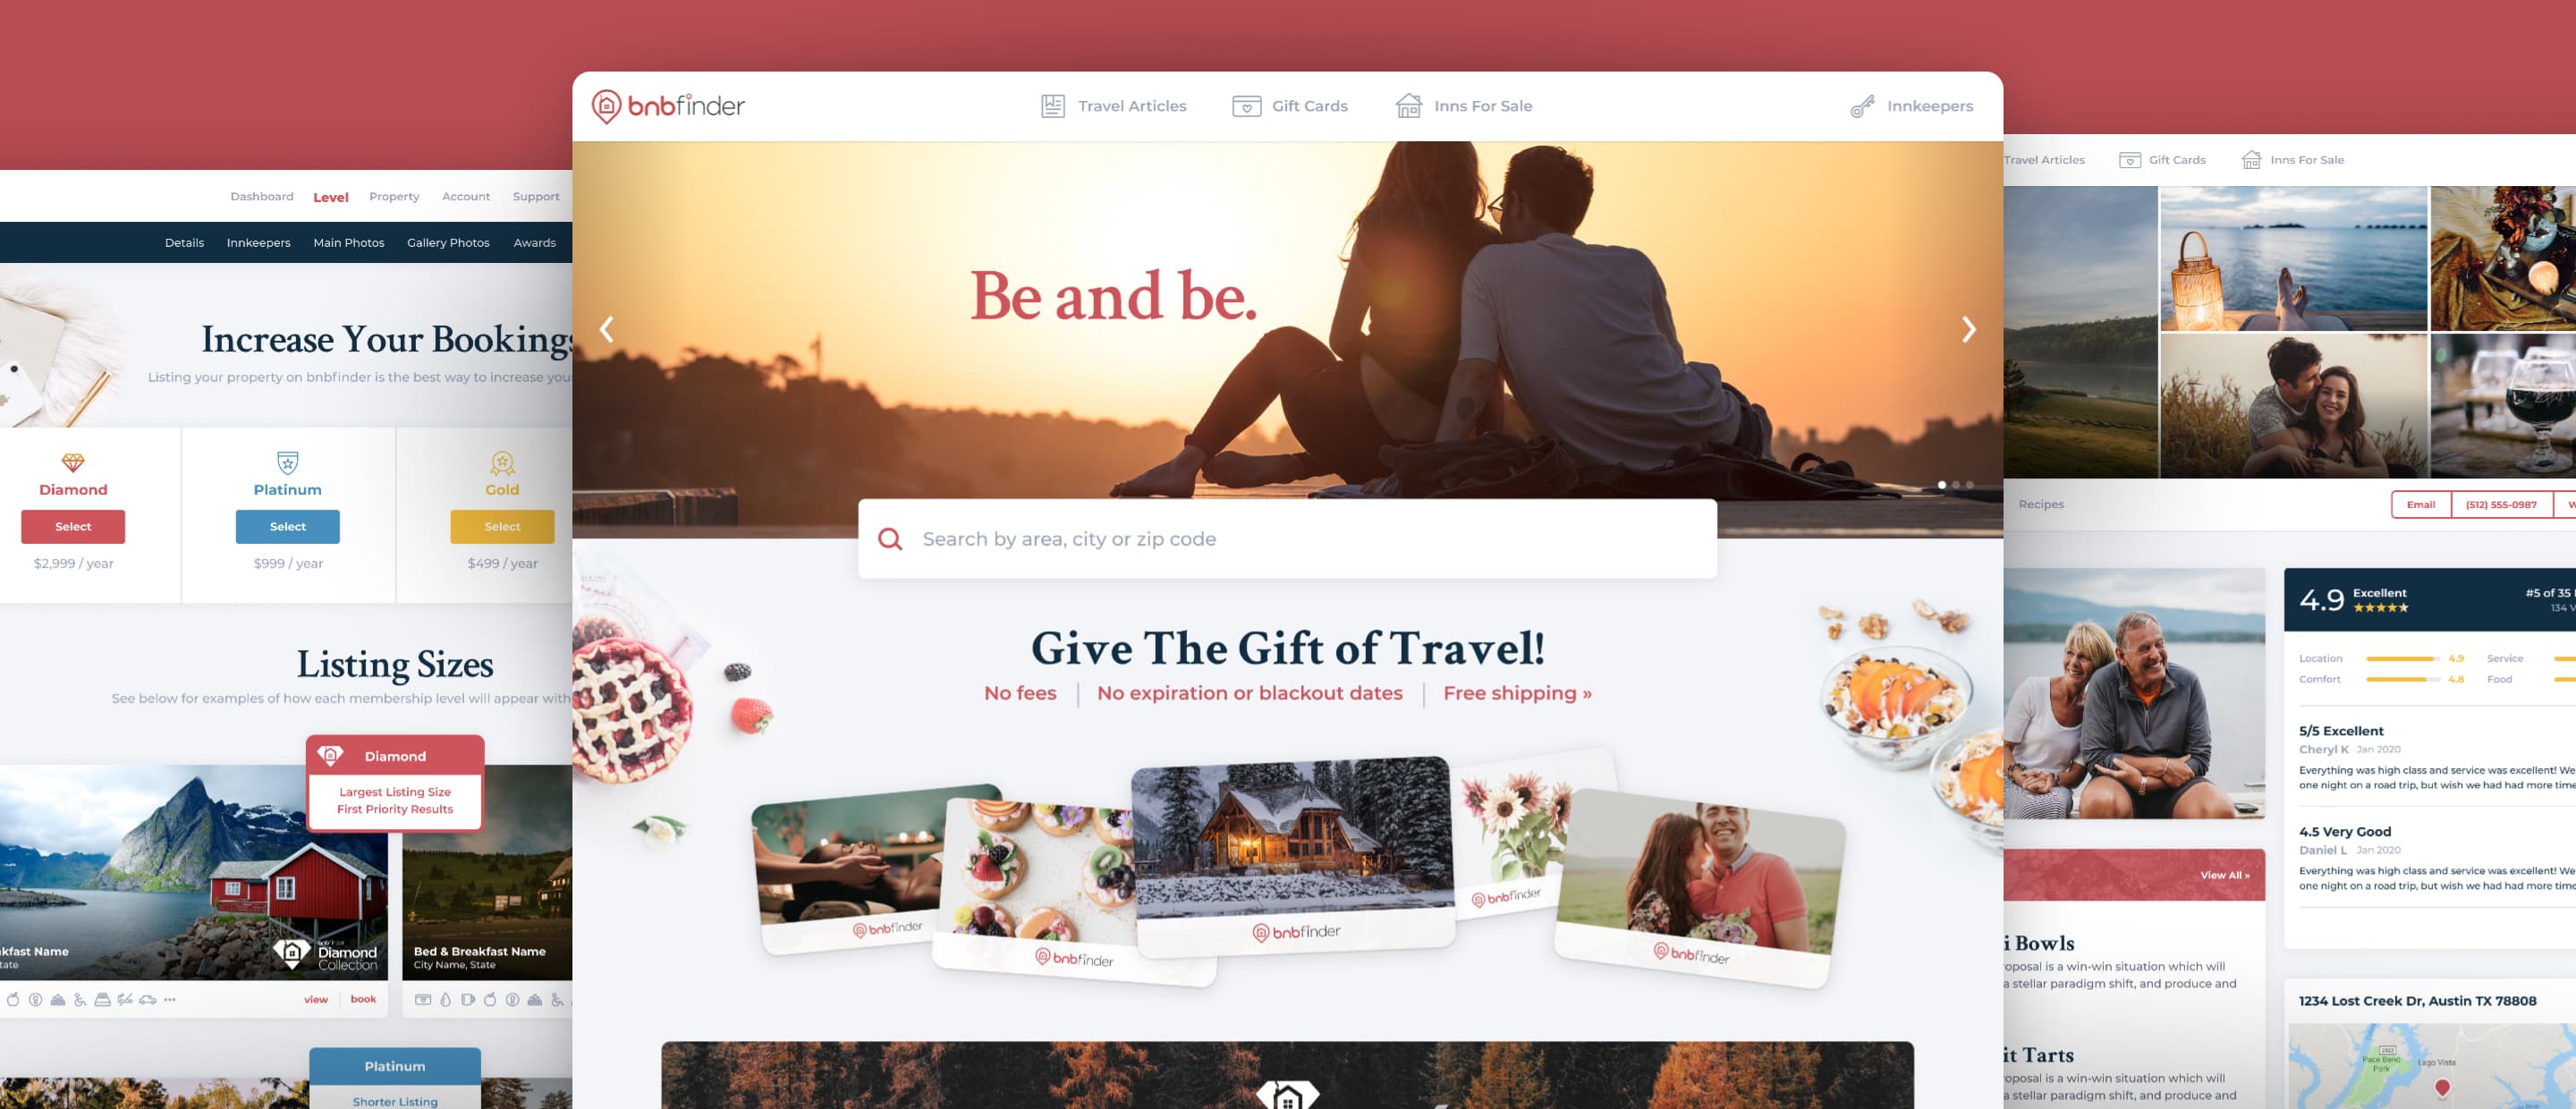 bnbfinder
Travel Articles
Gift Cards
Inns For Sale
Innkeepers
Be and be.
Search by area, city or zip code
Give The Gift of Travel!
No fees | No expiration or blackout dates | Free shipping »
bnbfinder
bnbfinder
bnbfinder
bnbfinder
bnbfinder
Dashboard Level Property Account Support
Details Innkeepers Main Photos Gallery Photos Awards
Increase Your Bookings
Listing your property on bnbfinder is the best way to increase
Diamond
Select
$2,999 / year
Platinum
Select
$999 / year
Gold
Select
$499 / year
Listing Sizes
See below for examples of how each membership level will appear
Diamond
Largest Listing Size
First Priority Results
Name
Diamond
Collection
view | book
Bed & Breakfast Name
City Name, State
Platinum
Shorter Listing
Travel Articles
Gift Cards
Inns For Sale
Recipes
Email
(512) 555-0987
4.9 Excellent
#5 of 35
134
Location 4.9 Service
Comfort 4.8 Food
5/5 Excellent
Cheryl K Jan 2020
Everything was high class and service was excellent! We
one night on a road trip, but wish we had had more
4.5 Very Good
Daniel L Jan 2020
Everything was high class and service was excellent! We
one night on a road trip, but wish we had had more
View All »
Bowls
is a win-win situation which will
a stellar paradigm shift, and produce and
Tarts
is a win-win situation which will
a stellar paradigm shift, and produce and
1234 Lost Creek Dr, Austin TX 78808
Pace Bend
Park
Lago Vista